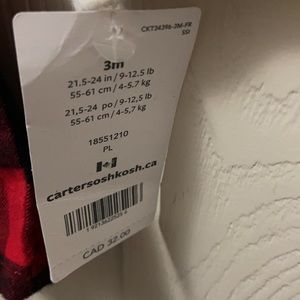 CKT24396-3M-FR
SSI
3m
21.5-24 in / 9-12.5 lb
55-61 cm / 4-5.7 kg
21,5-24 po / 9-12,5 lb
55-61 cm / 4-5,7 kg
18551210
PL
cartersoshkosh.ca
CAD 32.00